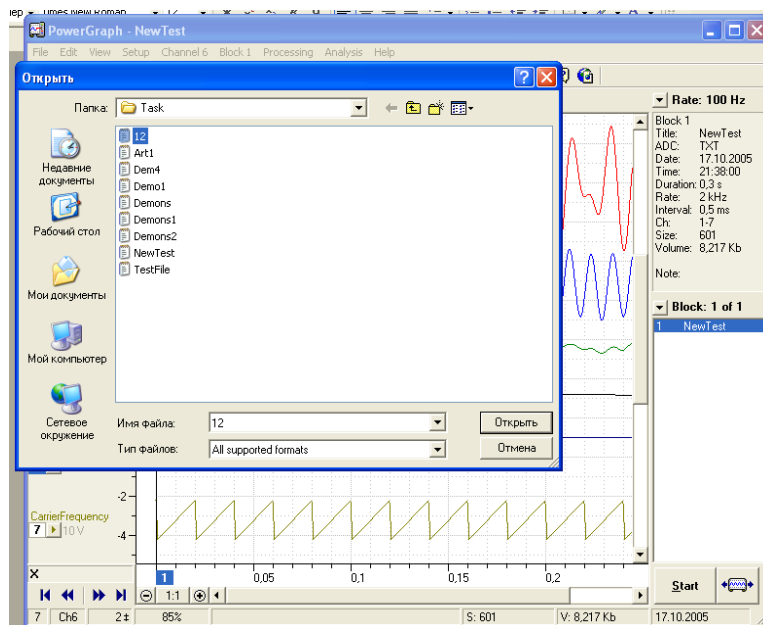 Times New Roman
12
PowerGraph - NewTest
File Edit View Setup Channel 6 Block 1 Processing Analysis Help
Открыть
Папка: Task
Недавние документы
Рабочий стол
Мои документы
Мой компьютер
Сетевое окружение
12
Art1
Dem4
Demo1
Demons
Demons1
Demons2
NewTest
TestFile
Имя файла: 12 Открыть
Тип файлов: All supported formats Отмена
Rate: 100 Hz
Block 1
Title: NewTest
ADC: TXT
Date: 17.10.2005
Time: 21:38:00
Duration: 0,3 s
Rate: 2 kHz
Interval: 0,5 ms
Ch: 1-7
Size: 601
Volume: 8,217 Kb
Note:
Block: 1 of 1
1 NewTest
CarrierFrequency
7 10 V
-2
-4
X
1 0,05 0,1 0,15 0,2
1:1
Start
7 Ch6 2‡ 85% S: 601 V: 8,217 Kb 17.10.2005